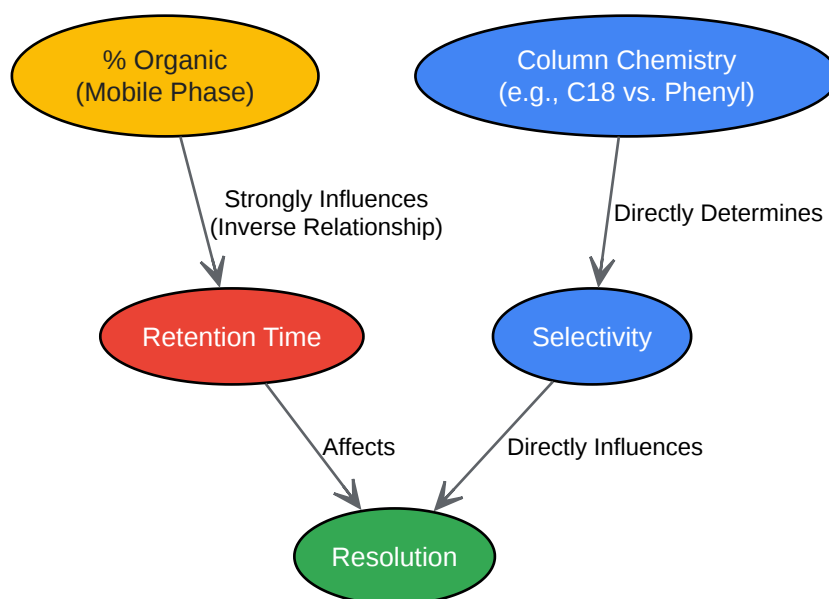 % Organic
(Mobile Phase)
Column Chemistry
(e.g., C18 vs. Phenyl)
Strongly Influences
(Inverse Relationship)
Directly Determines
Retention Time
Selectivity
Affects
Directly Influences
Resolution